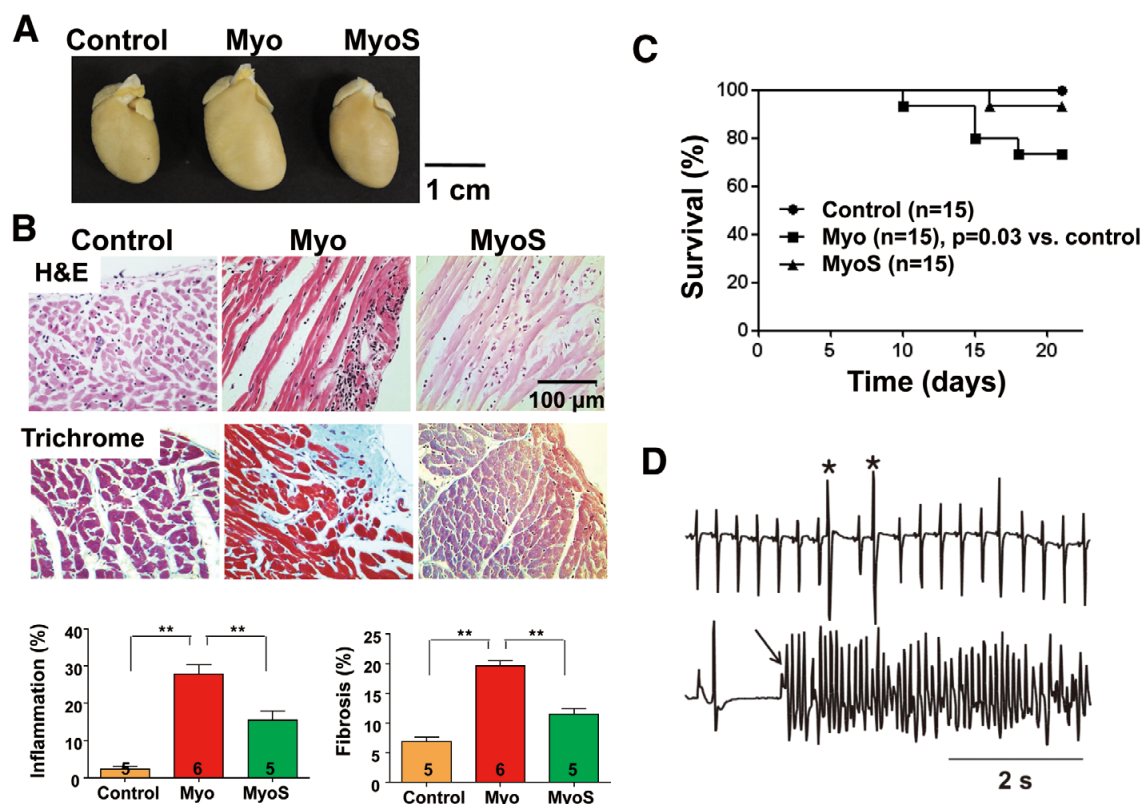 A
Control Myo MyoS
1 cm
B
Control Myo MyoS
H&E
100 µm
Trichrome
Inflammation (%)
40
30
20
10
0
** **
5 6 5
Control Myo MyoS
Fibrosis (%)
25
20
15
10
5
0
** **
5 6 5
Control Myo MyoS
C
Survival (%)
100
80
60
40
20
0
Control (n=15)
Myo (n=15), p=0.03 vs. control
MyoS (n=15)
0 5 10 15 20
Time (days)
D
* *
2 s